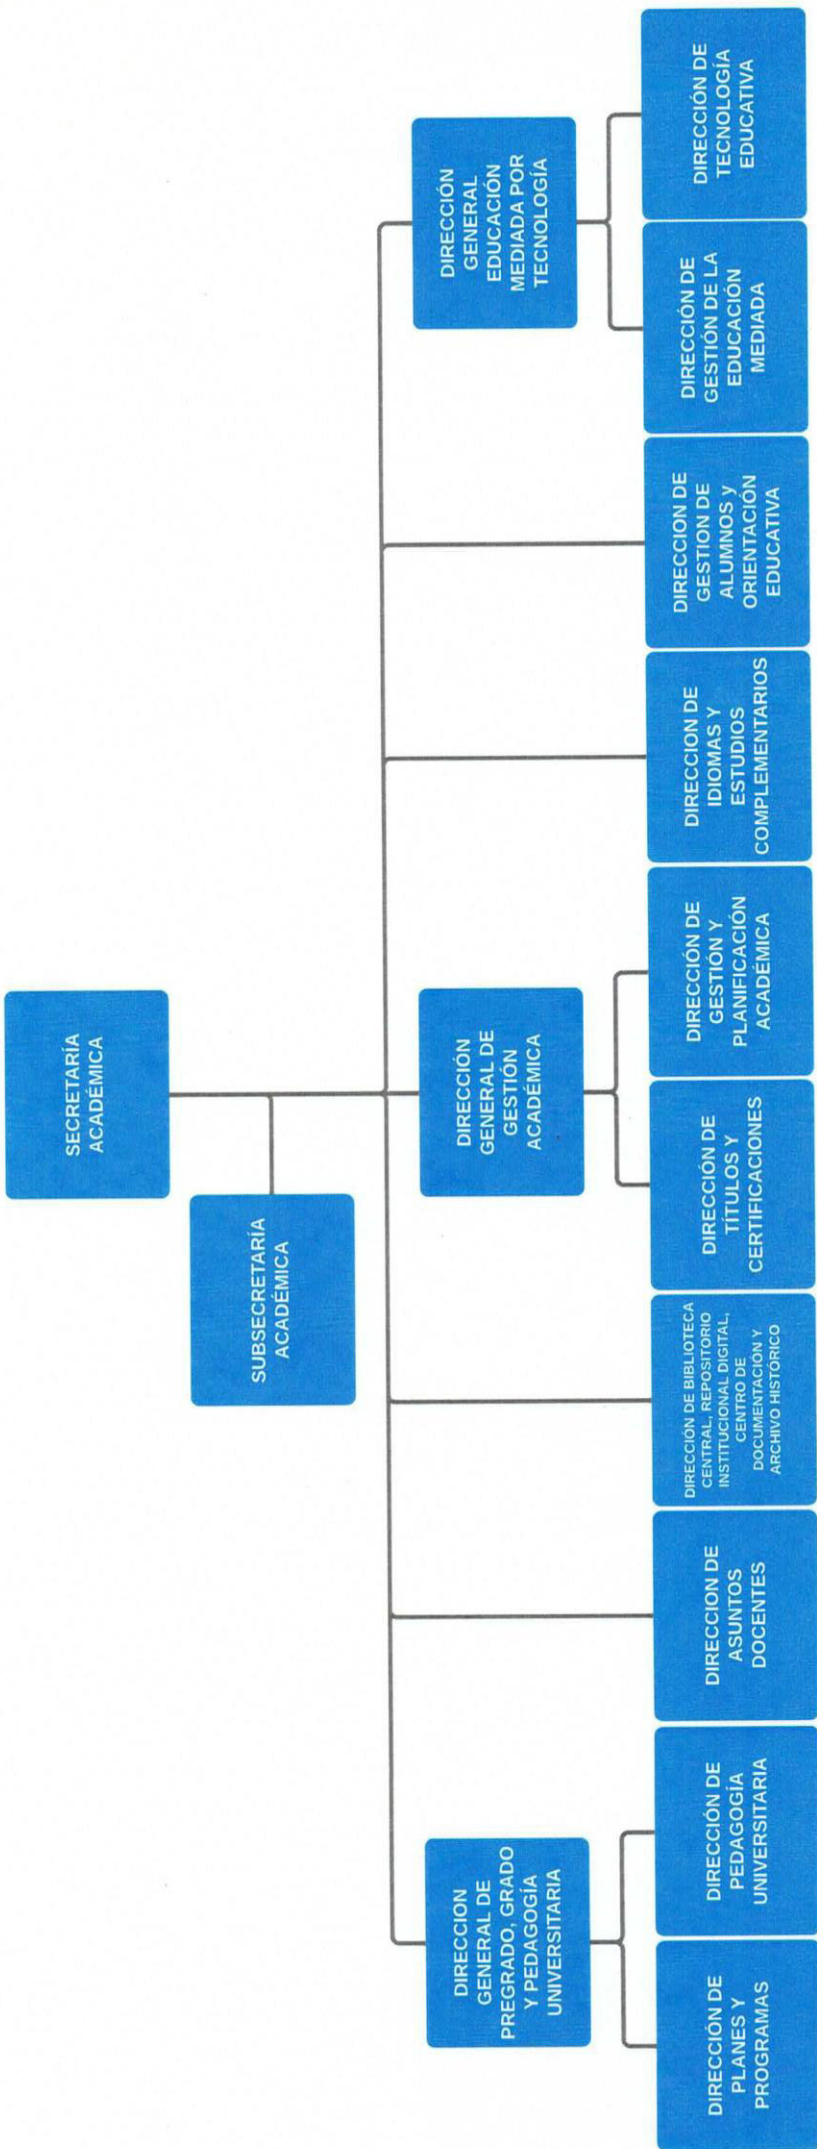 SECRETARÍA
ACADÉMICA
SUBSECRETARÍA
ACADÉMICA
DIRECCION
GENERAL DE
PREGRADO, GRADO
Y PEDAGOGÍA
UNIVERSITARIA
DIRECCIÓN
GENERAL DE
GESTIÓN
ACADÉMICA
DIRECCIÓN
GENERAL
EDUCACIÓN
MEDIADA POR
TECNOLOGÍA
DIRECCIÓN DE
PLANES Y
PROGRAMAS
DIRECCIÓN DE
PEDAGOGÍA
UNIVERSITARIA
DIRECCION DE
ASUNTOS
DOCENTES
DIRECCIÓN DE BIBLIOTECA
CENTRAL, REPOSITORIO
INSTITUCIONAL DIGITAL,
CENTRO DE
DOCUMENTACIÓN Y
ARCHIVO HISTÓRICO
DIRECCIÓN DE
TÍTULOS Y
CERTIFICACIONES
DIRECCIÓN DE
GESTIÓN Y
PLANIFICACIÓN
ACADÉMICA
DIRECCION DE
IDIOMAS Y
ESTUDIOS
COMPLEMENTARIOS
DIRECCION DE
GESTION DE
ALUMNOS y
ORIENTACIÓN
EDUCATIVA
DIRECCIÓN DE
GESTIÓN DE LA
EDUCACIÓN
MEDIADA
DIRECCIÓN DE
TECNOLOGÍA
EDUCATIVA